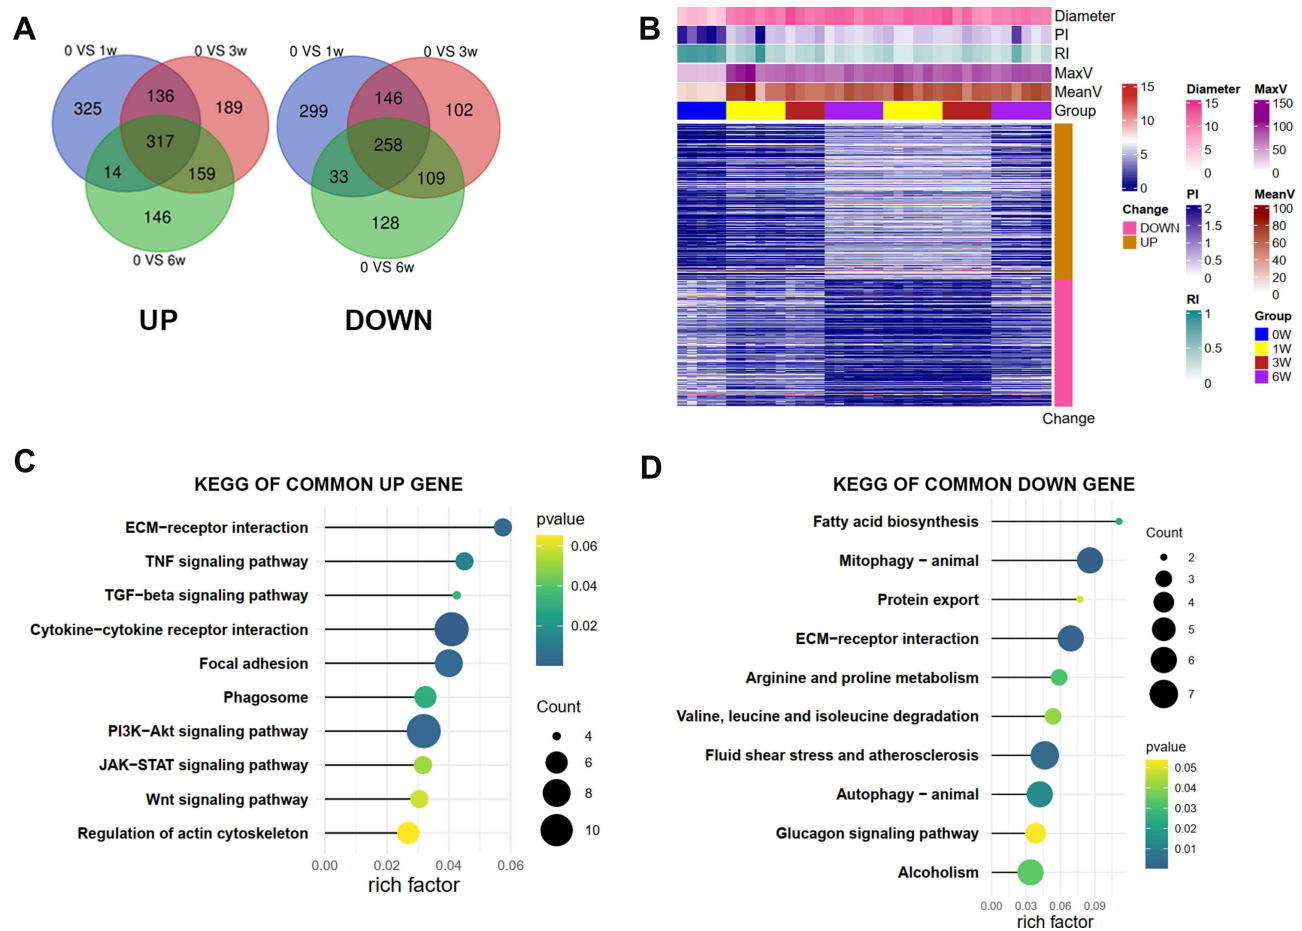 A
0 VS 1w
0 VS 3w
325
136
189
317
14
159
146
0 VS 6w
UP
0 VS 1w
0 VS 3w
299
146
102
258
33
109
128
0 VS 6w
DOWN
B
Diameter
PI
RI
MaxV
MeanV
Group
Change
15
10
5
0
Change
DOWN
UP
Diameter
15
10
5
0
MaxV
150
100
50
0
PI
2
1.5
1
0.5
0
MeanV
100
80
60
40
20
0
RI
1
0.5
0
Group
0W
1W
3W
6W
C
KEGG OF COMMON UP GENE
ECM−receptor interaction
TNF signaling pathway
TGF−beta signaling pathway
Cytokine−cytokine receptor interaction
Focal adhesion
Phagosome
PI3K−Akt signaling pathway
JAK−STAT signaling pathway
Wnt signaling pathway
Regulation of actin cytoskeleton
0.00 0.02 0.04 0.06
rich factor
pvalue
0.06
0.04
0.02
Count
4
6
8
10
D
KEGG OF COMMON DOWN GENE
Fatty acid biosynthesis
Mitophagy − animal
Protein export
ECM−receptor interaction
Arginine and proline metabolism
Valine, leucine and isoleucine degradation
Fluid shear stress and atherosclerosis
Autophagy − animal
Glucagon signaling pathway
Alcoholism
0.00 0.03 0.06 0.09
rich factor
Count
2
3
4
5
6
7
pvalue
0.05
0.04
0.03
0.02
0.01